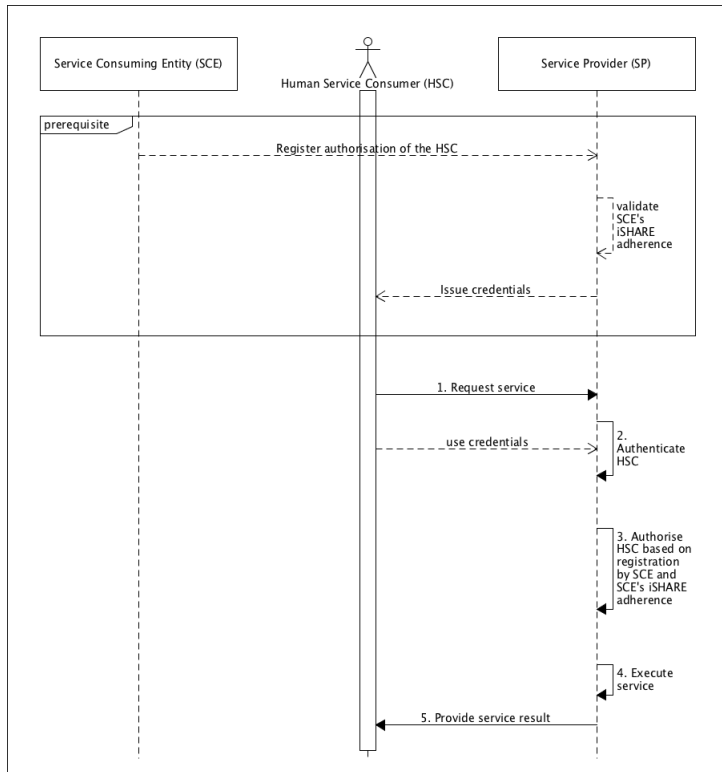 Service Consuming Entity (SCE)
Human Service Consumer (HSC)
Service Provider (SP)
prerequisite
Register authorisation of the HSC
validate
SCE's
iSHARE
adherence
Issue credentials
1. Request service
2.
Authenticate
HSC
use credentials
3. Authorise
HSC based on
registration
by SCE and
SCE's iSHARE
adherence
4. Execute
service
5. Provide service result